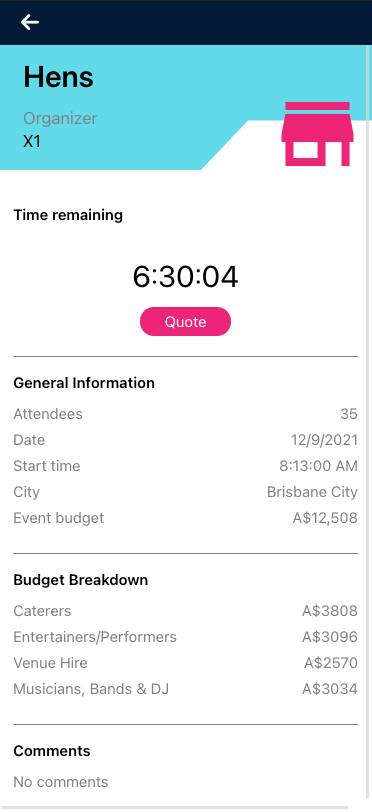 Hens
Organizer
X1
Time remaining
6:30:04
Quote
General Information
Attendees 35
Date 12/9/2021
Start time 8:13:00 AM
City Brisbane City
Event budget A$12,508
Budget Breakdown
Caterers A$3808
Entertainers/Performers A$3096
Venue Hire A$2570
Musicians, Bands & DJ A$3034
Comments
No comments